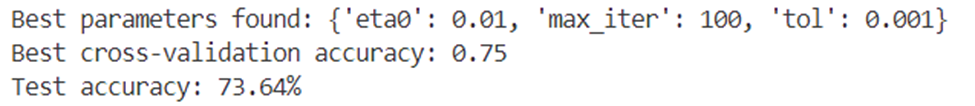 Best parameters found: {'eta0': 0.01, 'max_iter': 100, 'tol': 0.001}
Best cross-validation accuracy: 0.75
Test accuracy: 73.64%